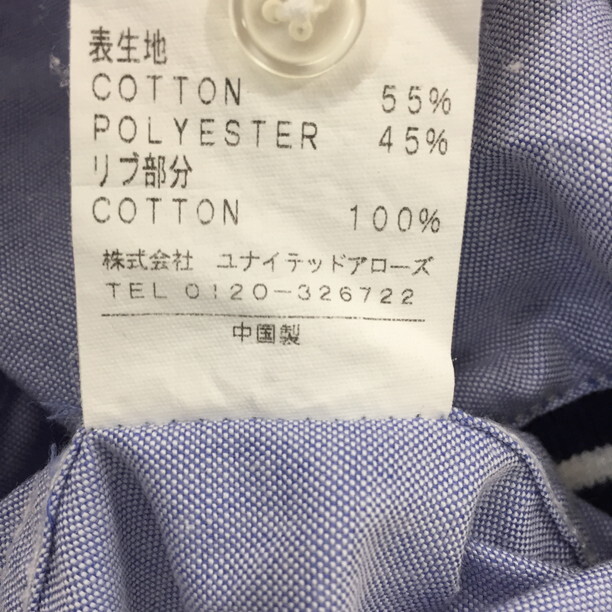 表生地
COTTON 55%
POLYESTER 45%
リブ部分
COTTON 100%
株式会社 ユナイテッドアローズ
TEL 0120-326722
中国製